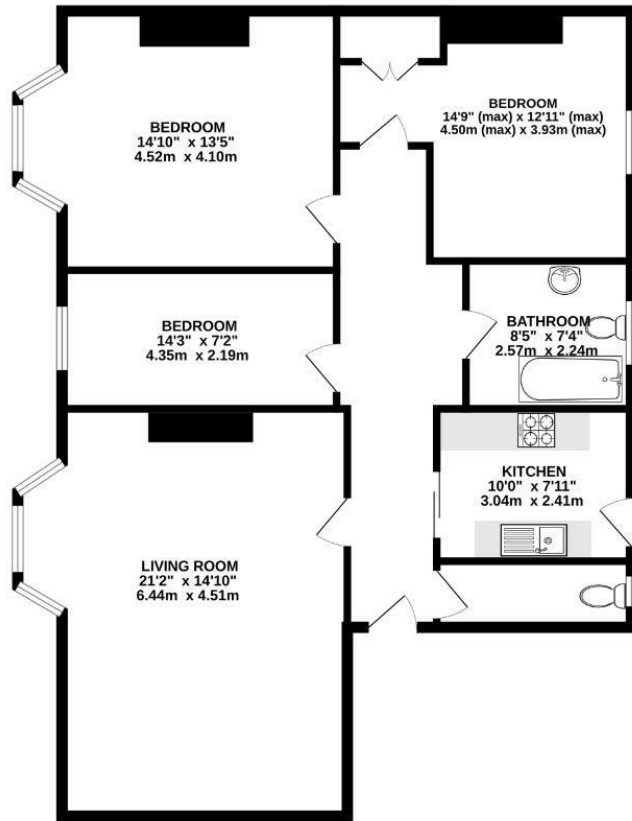 BEDROOM
14'10" x 13'5"
4.52m x 4.10m
BEDROOM
14'9" (max) x 12'11" (max)
4.50m (max) x 3.93m (max)
BEDROOM
14'3" x 7'2"
4.35m x 2.19m
BATHROOM
8'5" x 7'4"
2.57m x 2.24m
KITCHEN
10'0" x 7'11"
3.04m x 2.41m
LIVING ROOM
21'2" x 14'10"
6.44m x 4.51m